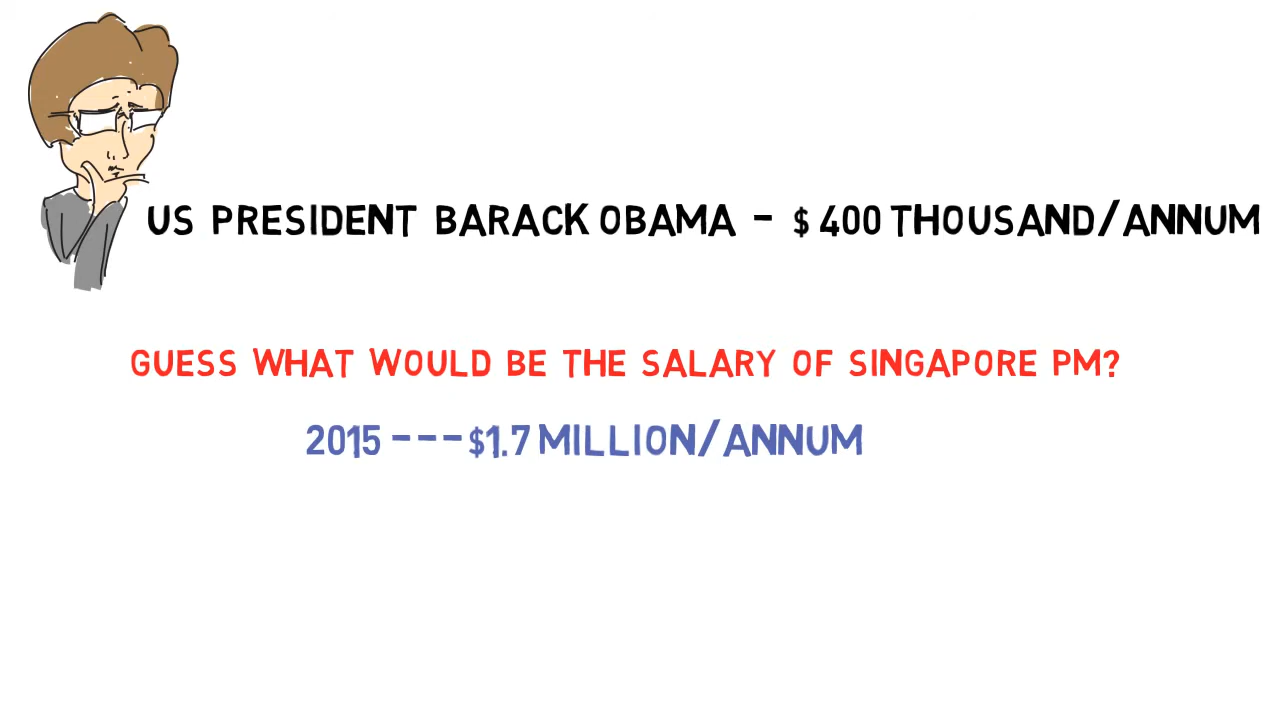 US PRESIDENT BARACK OBAMA - $ 400 THOUSAND/ANNUM
GUESS WHAT WOULD BE THE SALARY OF SINGAPORE PM?
2015 --- $1.7 MILLION/ANNUM